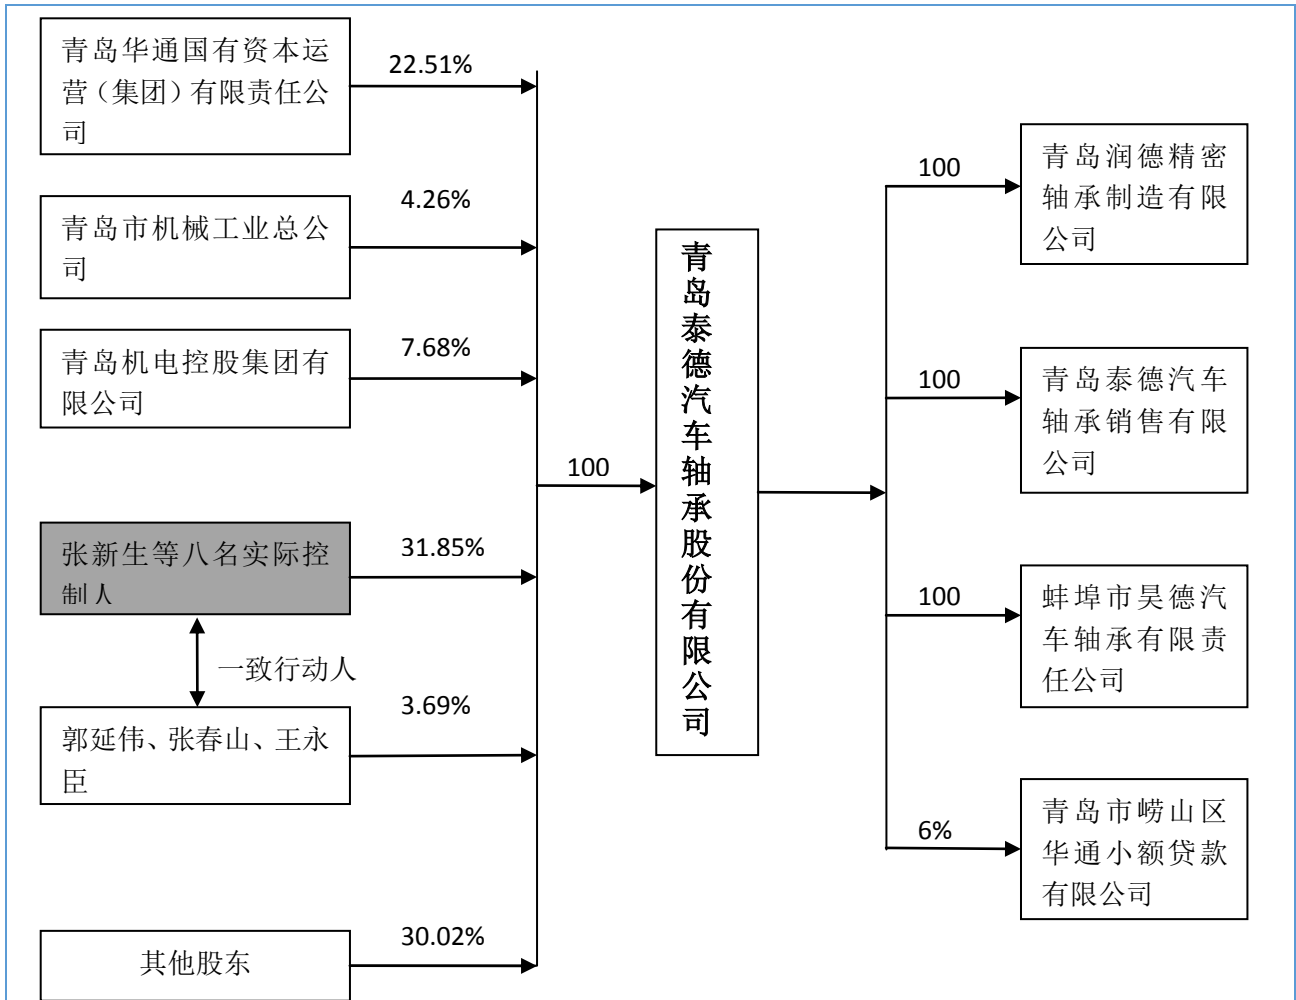 青岛华通国有资本运
营（集团）有限责任公
司
22.51%
青岛市机械工业总公
司
4.26%
青岛机电控股集团有
限公司
7.68%
张新生等八名实际控
制人
31.85%
一致行动人
郭延伟、张春山、王永
臣
3.69%
其他股东
30.02%
100
青岛泰德汽车轴承股份有限公司
100
青岛润德精密
轴承制造有限
公司
100
青岛泰德汽车
轴承销售有限
公司
100
蚌埠市昊德汽
车轴承有限责
任公司
6%
青岛市崂山区
华通小额贷款
有限公司